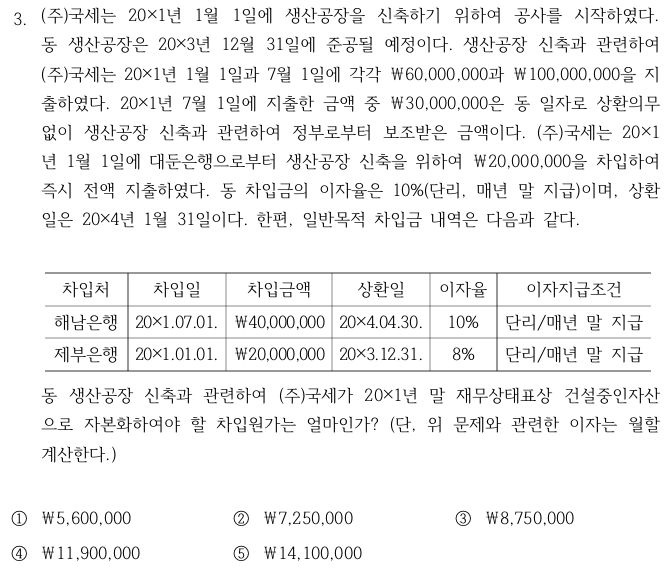 3. (주)국세는 20×1년 1월 1일에 생산공장을 신축하기 위하여 공사를 시작하였다.
동 생산공장은 20×3년 12월 31일에 준공될 예정이다. 생산공장 신축과 관련하여
(주)국세는 20×1년 1월 1일과 7월 1일에 각각 ₩60,000,000과 ₩100,000,000을 지
출하였다. 20×1년 7월 1일에 지출한 금액 중 ₩30,000,000은 동 일자로 상환의무
없이 생산공장 신축과 관련하여 정부로부터 보조받은 금액이다. (주)국세는 20×1
년 1월 1일에 대둔은행으로부터 생산공장 신축을 위하여 ₩20,000,000을 차입하여
즉시 전액 지출하였다. 동 차입금의 이자율은 10%(단리, 매년 말 지급)이며, 상환
일은 20×4년 1월 31일이다. 한편, 일반목적 차입금 내역은 다음과 같다.
차입처 차입일 차입금액 상환일 이자율 이자지급조건
해남은행 20×1.07.01. ₩40,000,000 20×4.04.30. 10% 단리/매년 말 지급
제부은행 20×1.01.01. ₩20,000,000 20×3.12.31. 8% 단리/매년 말 지급
동 생산공장 신축과 관련하여 (주)국세가 20×1년 말 재무상태표상 건설중인자산
으로 자본화하여야 할 차입원가는 얼마인가? (단, 위 문제와 관련한 이자는 월할
계산한다.)
① ₩5,600,000 ② ₩7,250,000 ③ ₩8,750,000
④ ₩11,900,000 ⑤ ₩14,100,000